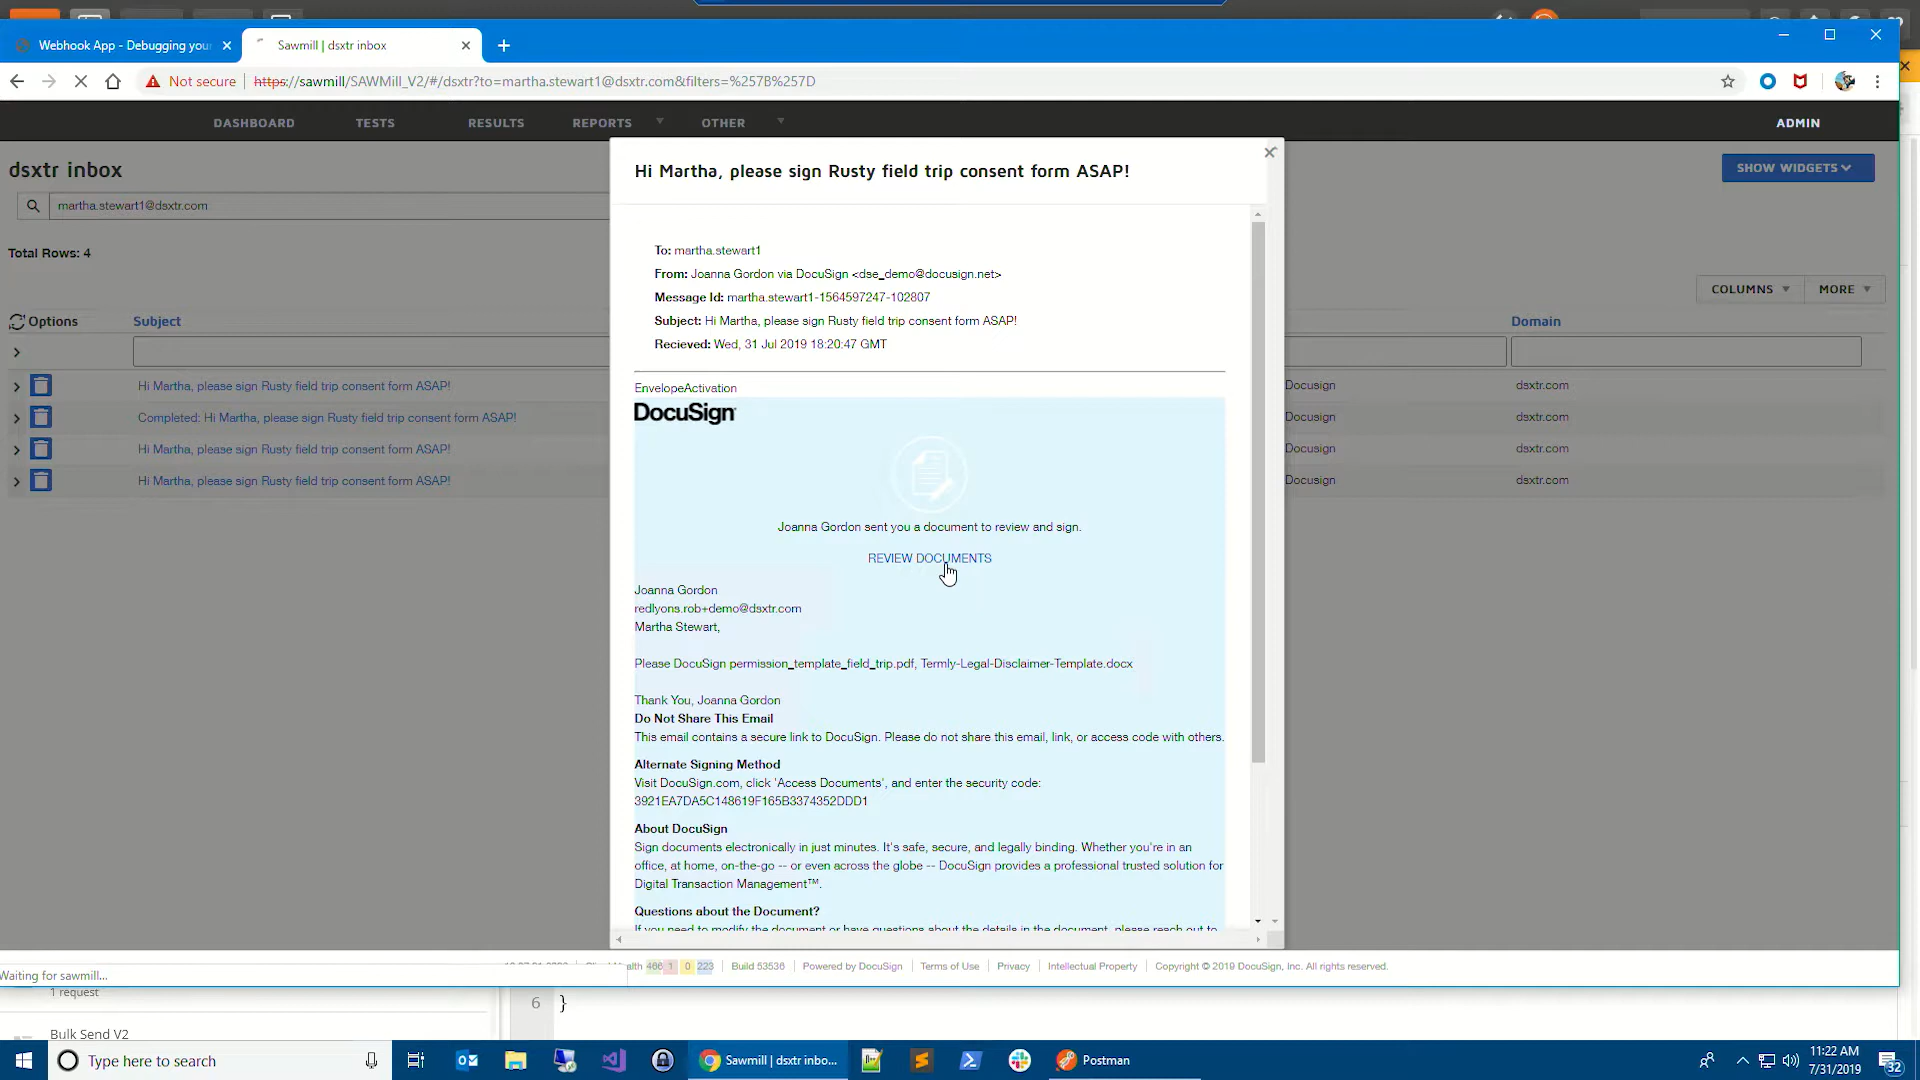 Webhook App - Debugging you
Sawmill | dsxtr inbox
Not secure
https://sawmill/SAWMill_V2/#/dsxtr?to=martha.stewart1@dsxtr.com&filters=%257B%257D
DASHBOARD
TESTS
RESULTS
REPORTS
OTHER
ADMIN
dsxtr inbox
SHOW WIDGETS
martha.stewart1@dsxtr.com
Total Rows: 4
COLUMNS
MORE
Options
Subject
Domain
Hi Martha, please sign Rusty field trip consent form ASAP!
Docusign
dsxtr.com
Completed: Hi Martha, please sign Rusty field trip consent form ASAP!
Docusign
dsxtr.com
Hi Martha, please sign Rusty field trip consent form ASAP!
Docusign
dsxtr.com
Hi Martha, please sign Rusty field trip consent form ASAP!
Docusign
dsxtr.com
Hi Martha, please sign Rusty field trip consent form ASAP!
To: martha.stewart1
From: Joanna Gordon via DocuSign <dse_demo@docusign.net>
Message Id: martha.stewart1-1564597247-102807
Subject: Hi Martha, please sign Rusty field trip consent form ASAP!
Recieved: Wed, 31 Jul 2019 18:20:47 GMT
EnvelopeActivation
DocuSign
Joanna Gordon sent you a document to review and sign.
REVIEW DOCUMENTS
Joanna Gordon
redlyons.rob+demo@dsxtr.com
Martha Stewart,
Please DocuSign permission_template_field_trip.pdf, Termly-Legal-Disclaimer-Template.docx
Thank You, Joanna Gordon
Do Not Share This Email
This email contains a secure link to DocuSign. Please do not share this email, link, or access code with others.
Alternate Signing Method
Visit DocuSign.com, click 'Access Documents', and enter the security code:
3921EA7DA5C148619F165B3374352DDD1
About DocuSign
Sign documents electronically in just minutes. It's safe, secure, and legally binding. Whether you're in an
office, at home, on-the-go -- or even across the globe -- DocuSign provides a professional trusted solution for
Digital Transaction Management™.
Questions about the Document?
If you need to modify the document or have questions about the details in the document, please reach out to
466 1 0 223
Build 53536
Powered by DocuSign
Terms of Use
Privacy
Intellectual Property
Copyright © 2019 DocuSign, Inc. All rights reserved.
Waiting for sawmill...
1 request
6 }
Bulk Send V2
Type here to search
Sawmill | dsxtr inbo...
Postman
11:22 AM
7/31/2019
32